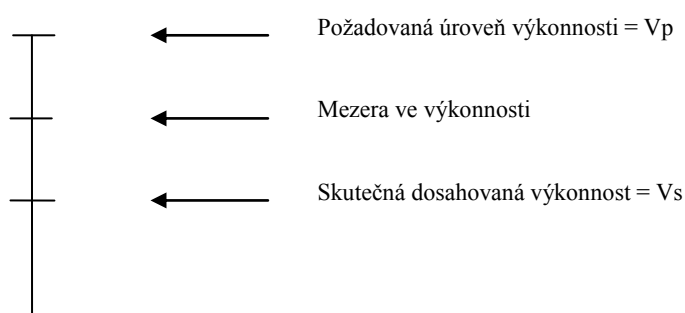 Požadovaná úroveň výkonnosti = Vp
Mezera ve výkonnosti
Skutečná dosahovaná výkonnost = Vs